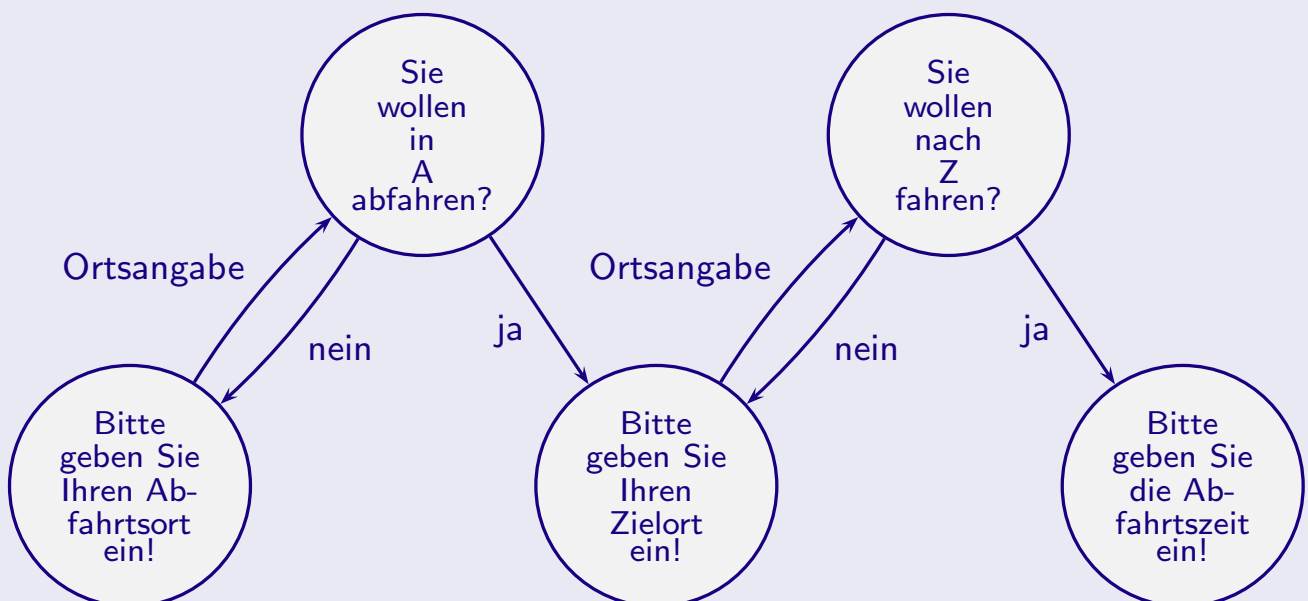 Sie
wollen
in
A
abfahren?
Sie
wollen
nach
Z
fahren?
Ortsangabe
nein
ja
Ortsangabe
nein
ja
Bitte
geben Sie
Ihren Ab-
fahrtsort
ein!
Bitte
geben Sie
Ihren
Zielort
ein!
Bitte
geben Sie
die Ab-
fahrtszeit
ein!